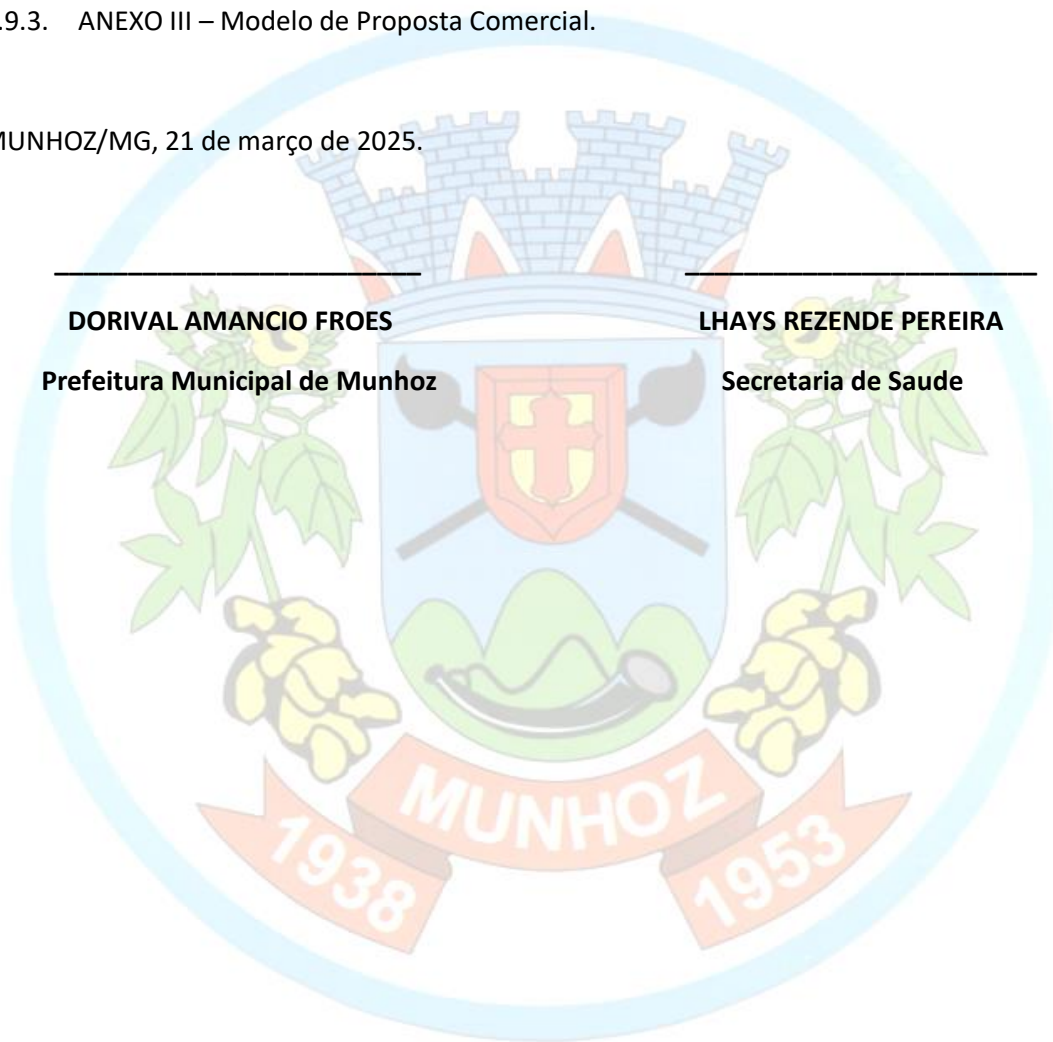 .9.3. ANEXO III – Modelo de Proposta Comercial.
MUNHOZ/MG, 21 de março de 2025.
DORIVAL AMANCIO FROES LHAYS REZENDE PEREIRA
Prefeitura Municipal de Munhoz Secretaria de Saude
MUNHOZ
1938 1953